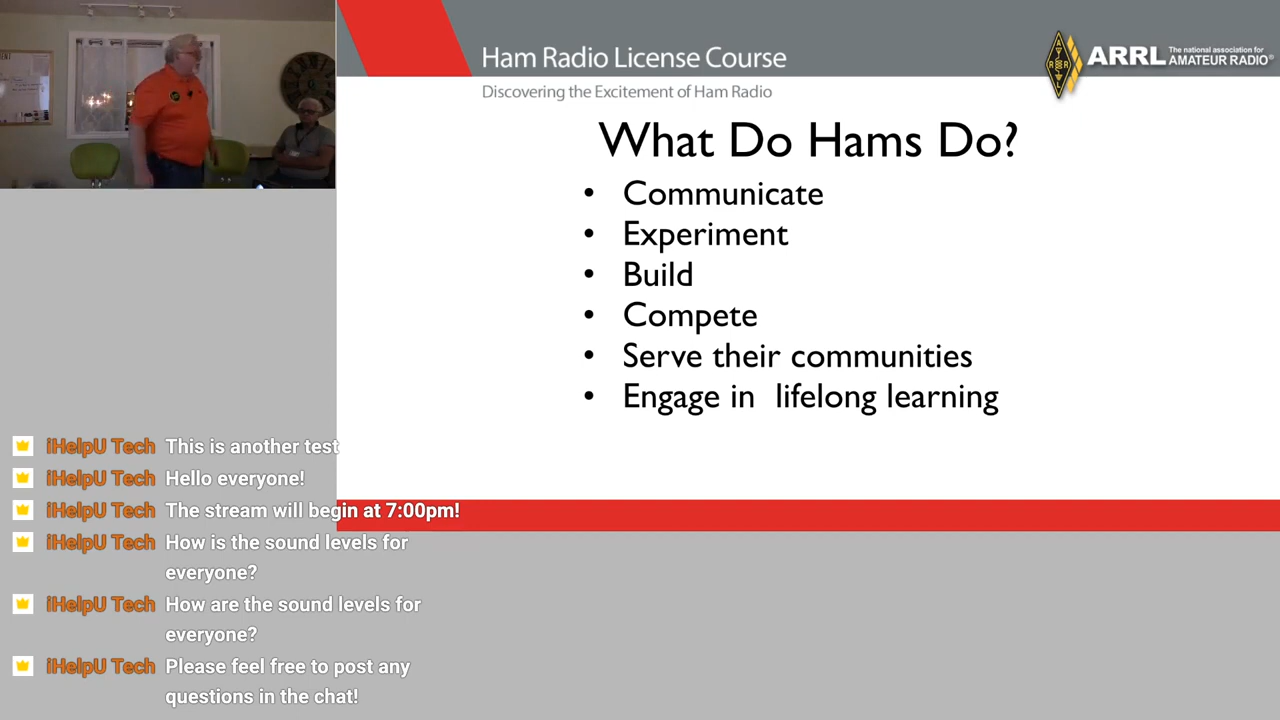 Ham Radio License Course
ARRL The national association for
AMATEUR RADIO®
Discovering the Excitement of Ham Radio
What Do Hams Do?
• Communicate
• Experiment
• Build
• Compete
• Serve their communities
• Engage in lifelong learning
iHelpU Tech This is another test
iHelpU Tech Hello everyone!
iHelpU Tech The stream will begin at 7:00pm!
iHelpU Tech How is the sound levels for
everyone?
iHelpU Tech How are the sound levels for
everyone?
iHelpU Tech Please feel free to post any
questions in the chat!